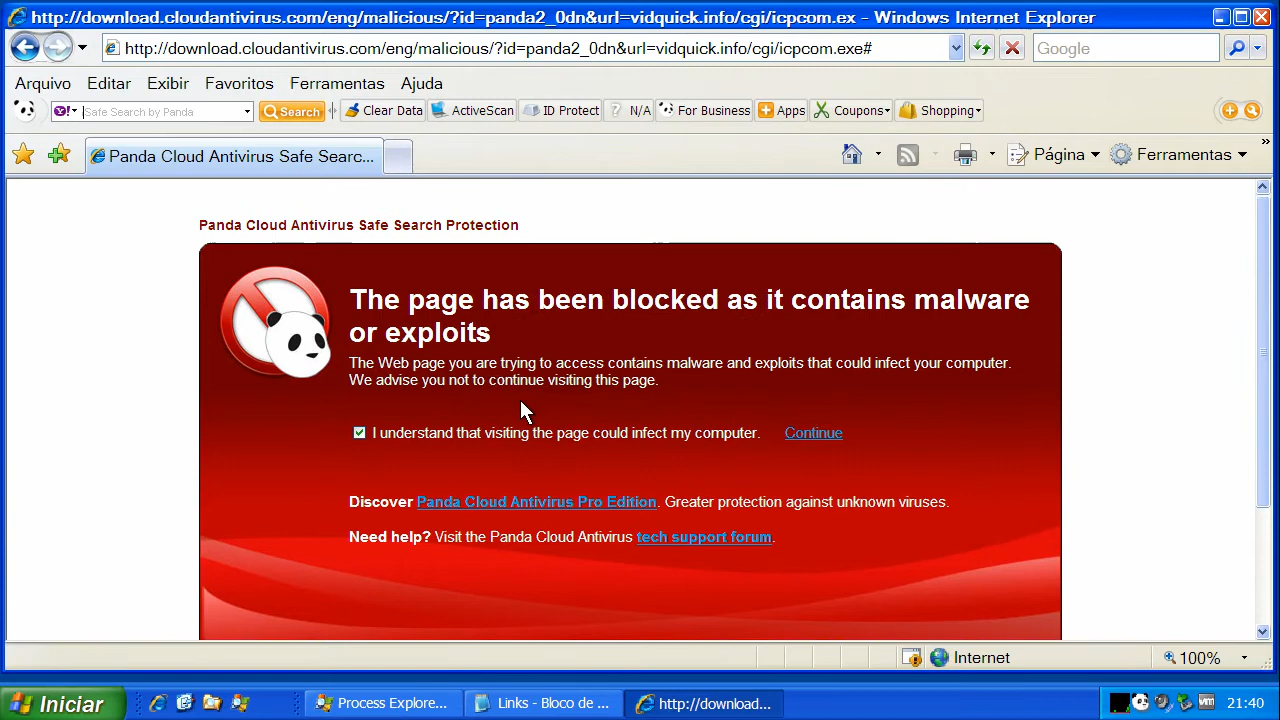 http://download.cloudantivirus.com/eng/malicious/?id=panda2_0dn&url=vidquick.info/cgi/icpcom.ex - Windows Internet Explorer
http://download.cloudantivirus.com/eng/malicious/?id=panda2_0dn&url=vidquick.info/cgi/icpcom.exe#
Google
Arquivo Editar Exibir Favoritos Ferramentas Ajuda
Y! Safe Search by Panda Search Clear Data ActiveScan ID Protect N/A For Business Apps Coupons Shopping
Panda Cloud Antivirus Safe Searc... Página Ferramentas
Panda Cloud Antivirus Safe Search Protection
The page has been blocked as it contains malware
or exploits
The Web page you are trying to access contains malware and exploits that could infect your computer.
We advise you not to continue visiting this page.
I understand that visiting the page could infect my computer. Continue
Discover Panda Cloud Antivirus Pro Edition. Greater protection against unknown viruses.
Need help? Visit the Panda Cloud Antivirus tech support forum.
Internet 100%
Iniciar Process Explore... Links - Bloco de ... http://download... 21:40